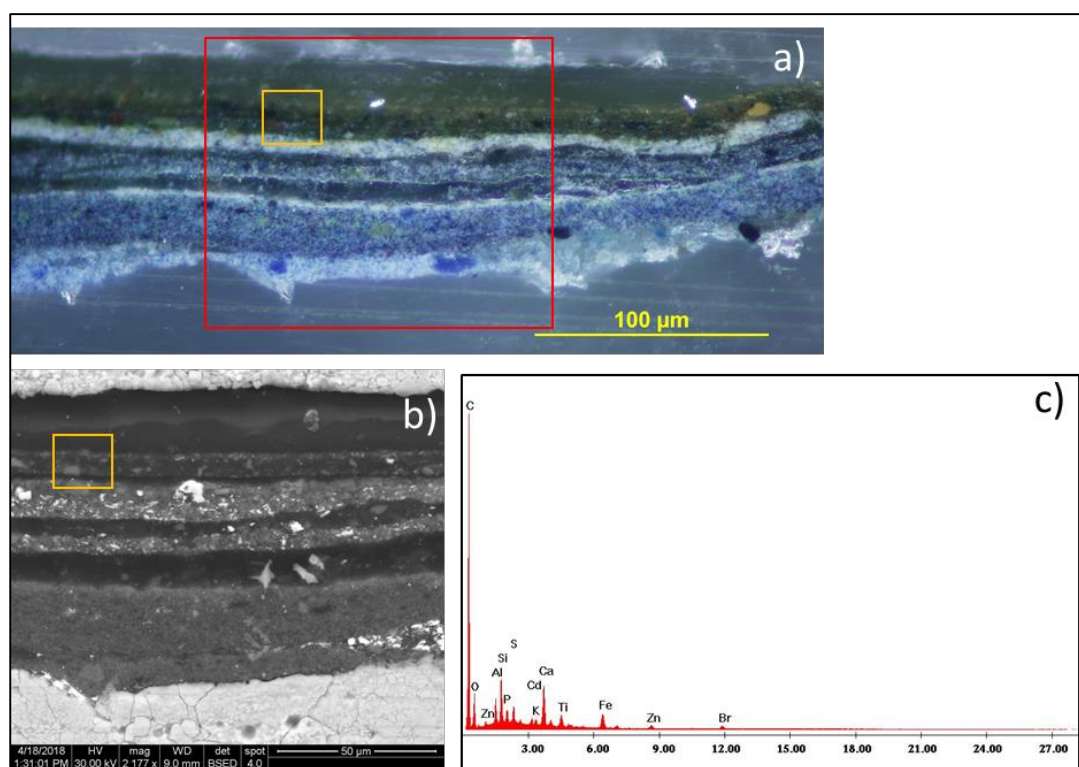 a)
100 µm
b)
4/18/2018 HV mag WD det spot
1:31:01 PM 30.00 kV 2 177 x 9.0 mm BSED 4.0
50 µm
c)
C
O
Zn
Al
Si
P
S
Cd
K
Ca
Ti
Fe
Zn
Br
3.00 6.00 9.00 12.00 15.00 18.00 21.00 24.00 27.00